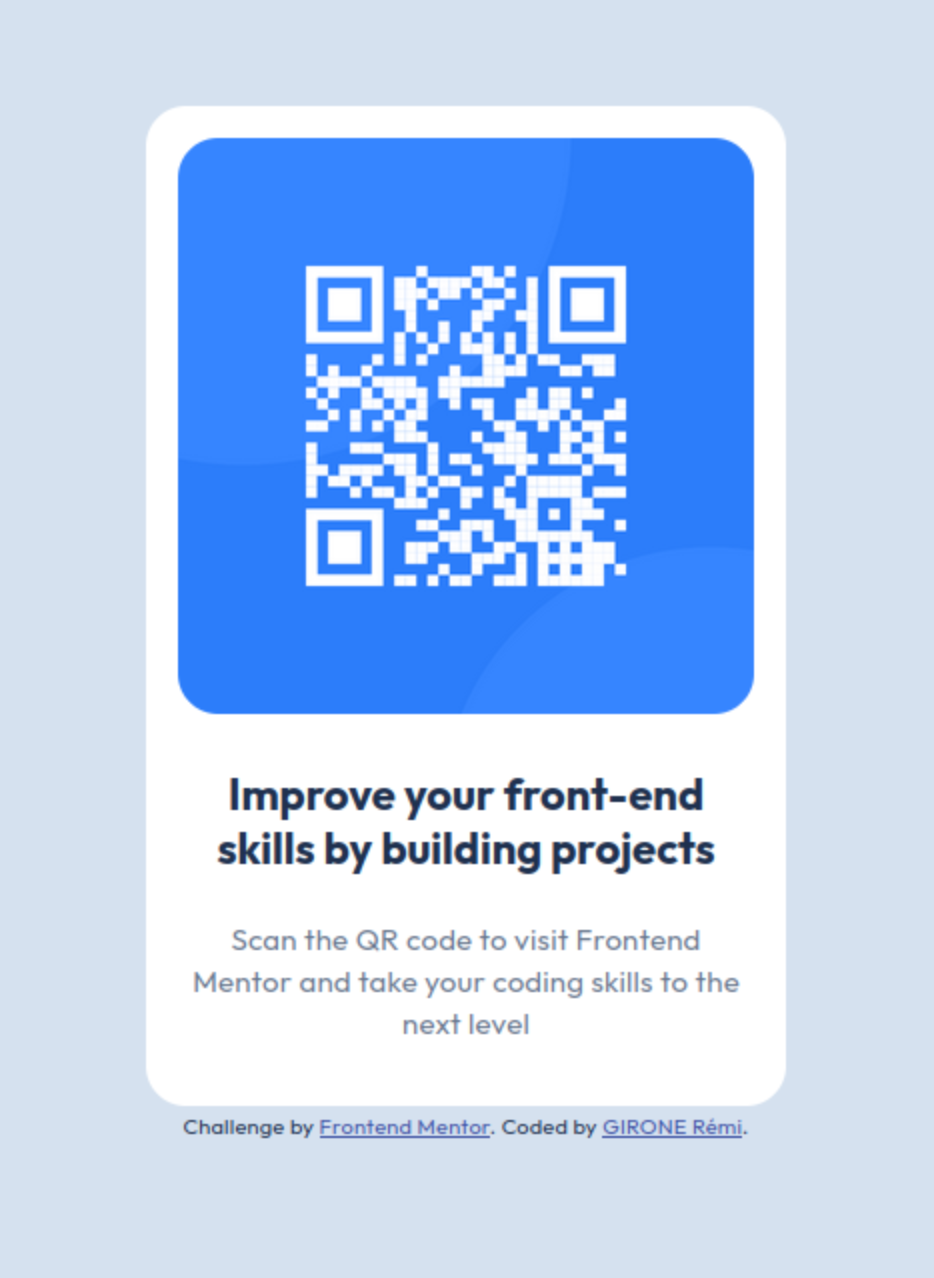 Improve your front-end
skills by building projects
Scan the QR code to visit Frontend
Mentor and take your coding skills to the
next level
Challenge by Frontend Mentor. Coded by GIRONE Rémi.